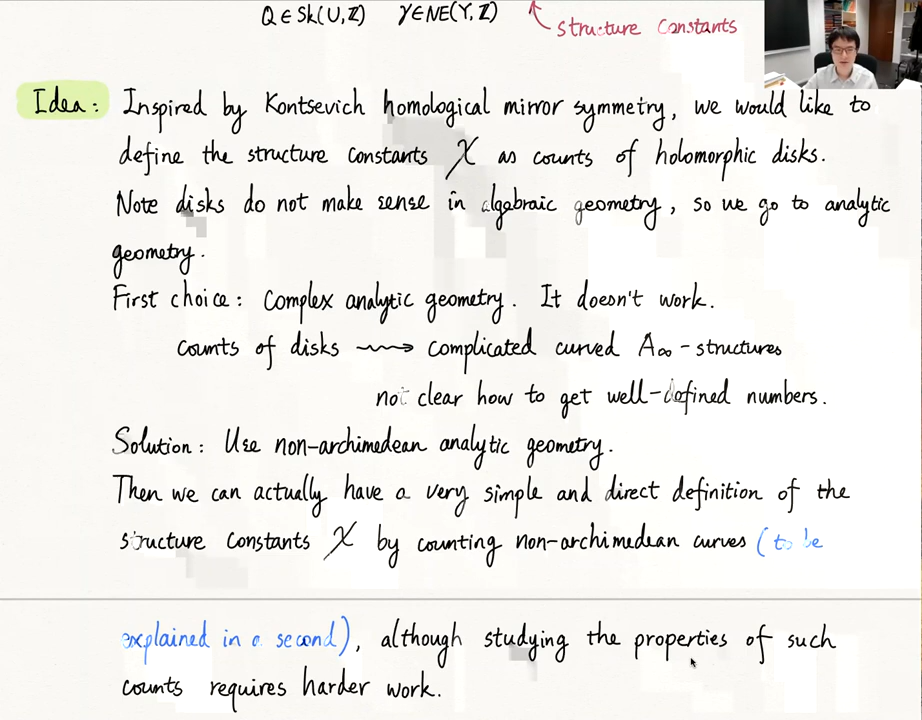 Q ∈ Sk(U,ℤ) γ ∈ NE(Y,ℤ) structure constants
Idea: Inspired by Kontsevich homological mirror symmetry, we would like to
define the structure constants χ as counts of holomorphic disks.
Note disks do not make sense in algebraic geometry, so we go to analytic
geometry.
First choice: Complex analytic geometry. It doesn't work.
counts of disks ⟿ complicated curved A∞-structures
not clear how to get well-defined numbers.
Solution: Use non-archimedean analytic geometry.
Then we can actually have a very simple and direct definition of the
structure constants χ by counting non-archimedean curves (to be
explained in a second), although studying the properties of such
counts requires harder work.